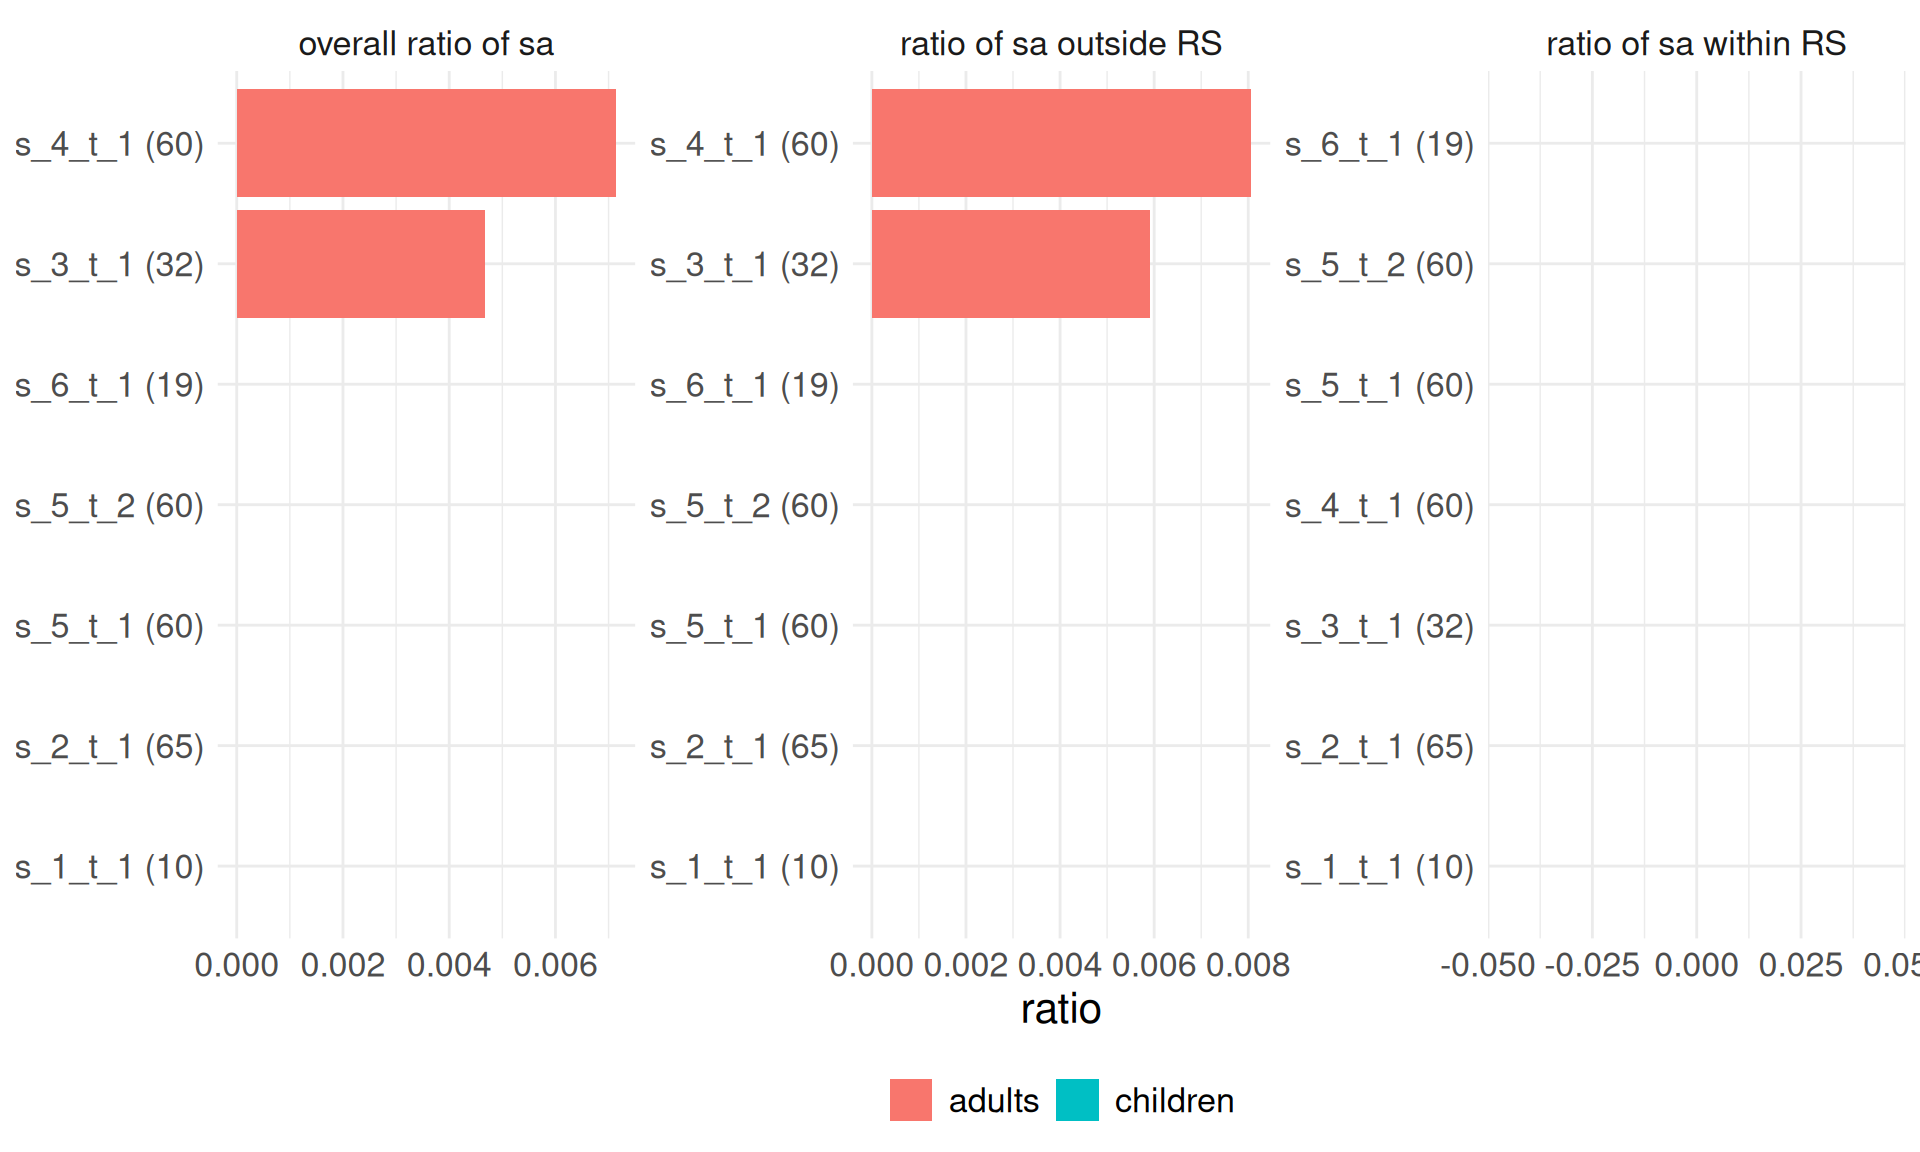 overall ratio of sa
ratio of sa outside RS
ratio of sa within RS
s_4_t_1 (60)
s_3_t_1 (32)
s_6_t_1 (19)
s_5_t_2 (60)
s_5_t_1 (60)
s_2_t_1 (65)
s_1_t_1 (10)
0.000 0.002 0.004 0.006
s_4_t_1 (60)
s_3_t_1 (32)
s_6_t_1 (19)
s_5_t_2 (60)
s_5_t_1 (60)
s_2_t_1 (65)
s_1_t_1 (10)
0.000 0.002 0.004 0.006 0.008
s_6_t_1 (19)
s_5_t_2 (60)
s_5_t_1 (60)
s_4_t_1 (60)
s_3_t_1 (32)
s_2_t_1 (65)
s_1_t_1 (10)
-0.050 -0.025 0.000 0.025
ratio
adults
children